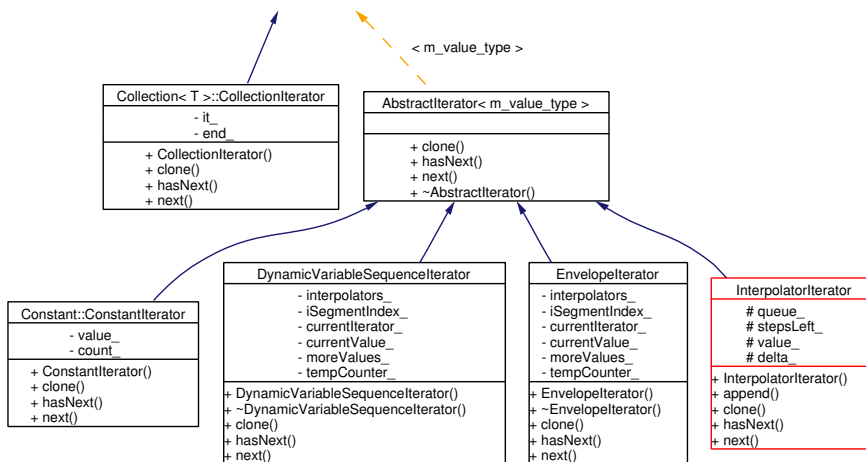 < m_value_type >
Collection< T >::CollectionIterator
- it_
- end_
+ CollectionIterator()
+ clone()
+ hasNext()
+ next()
AbstractIterator< m_value_type >
+ clone()
+ hasNext()
+ next()
+ ~AbstractIterator()
Constant::ConstantIterator
- value_
- count_
+ ConstantIterator()
+ clone()
+ hasNext()
+ next()
DynamicVariableSequenceIterator
- interpolators_
- iSegmentIndex_
- currentIterator_
- currentValue_
- moreValues_
- tempCounter_
+ DynamicVariableSequenceIterator()
+ ~DynamicVariableSequenceIterator()
+ clone()
+ hasNext()
+ next()
EnvelopeIterator
- interpolators_
- iSegmentIndex_
- currentIterator_
- currentValue_
- moreValues_
- tempCounter_
+ EnvelopeIterator()
+ ~EnvelopeIterator()
+ clone()
+ hasNext()
+ next()
InterpolatorIterator
# queue_
# stepsLeft_
# value_
# delta_
+ InterpolatorIterator()
+ append()
+ clone()
+ hasNext()
+ next()